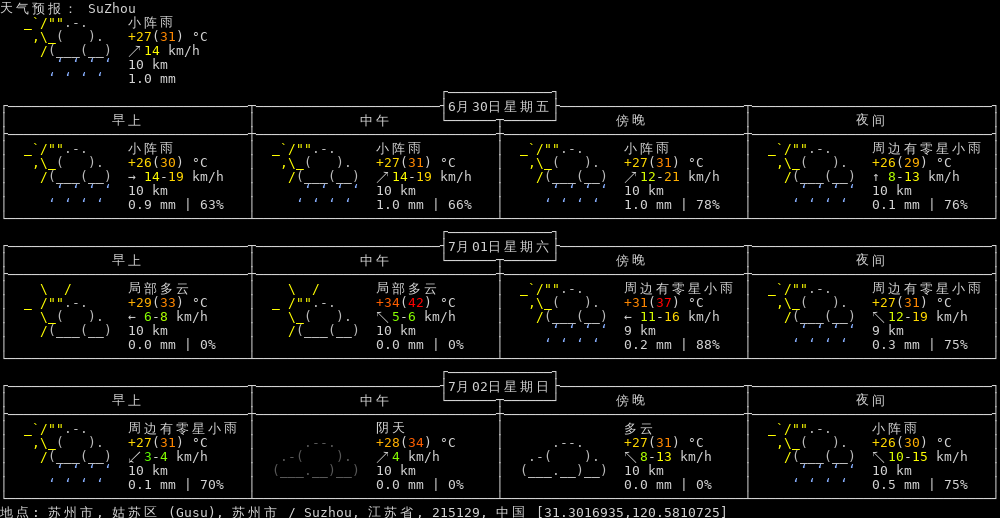 天气预报: SuZhou
小阵雨
+27(31) °C
↗ 14 km/h
10 km
1.0 mm
6月30日星期五
早上 中午 傍晚 夜间
小阵雨 小阵雨 小阵雨 周边有零星小雨
+26(30) °C +27(31) °C +27(31) °C +26(29) °C
→ 14-19 km/h ↗ 14-19 km/h ↗ 12-21 km/h ↑ 8-13 km/h
10 km 10 km 10 km 10 km
0.9 mm | 63% 1.0 mm | 66% 1.0 mm | 78% 0.1 mm | 76%
7月01日星期六
早上 中午 傍晚 夜间
局部多云 局部多云 周边有零星小雨 周边有零星小雨
+29(33) °C +34(42) °C +31(37) °C +27(31) °C
← 6-8 km/h ↖ 5-6 km/h ← 11-16 km/h ↖ 12-19 km/h
10 km 10 km 9 km 9 km
0.0 mm | 0% 0.0 mm | 0% 0.2 mm | 88% 0.3 mm | 75%
7月02日星期日
早上 中午 傍晚 夜间
周边有零星小雨 阴天 多云 小阵雨
+27(31) °C +28(34) °C +27(31) °C +26(30) °C
↙ 3-4 km/h ↗ 4 km/h ↖ 8-13 km/h ↖ 10-15 km/h
10 km 10 km 10 km 10 km
0.1 mm | 70% 0.0 mm | 0% 0.0 mm | 0% 0.5 mm | 75%
地点: 苏州市, 姑苏区 (Gusu), 苏州市 / Suzhou, 江苏省, 215129, 中国 [31.3016935,120.5810725]